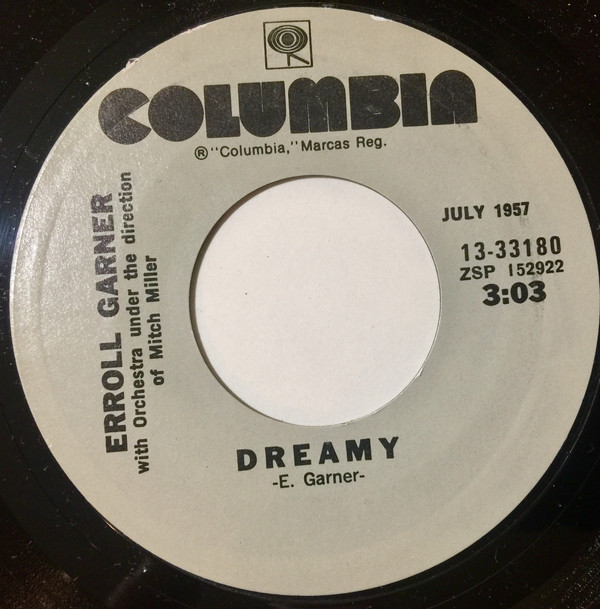 COLUMBIA
® "Columbia," Marcas Reg.
ERROLL GARNER
with Orchestra under the direction
of Mitch Miller
JULY 1957
13-33180
ZSP 152922
3:03
DREAMY
-E. Garner-